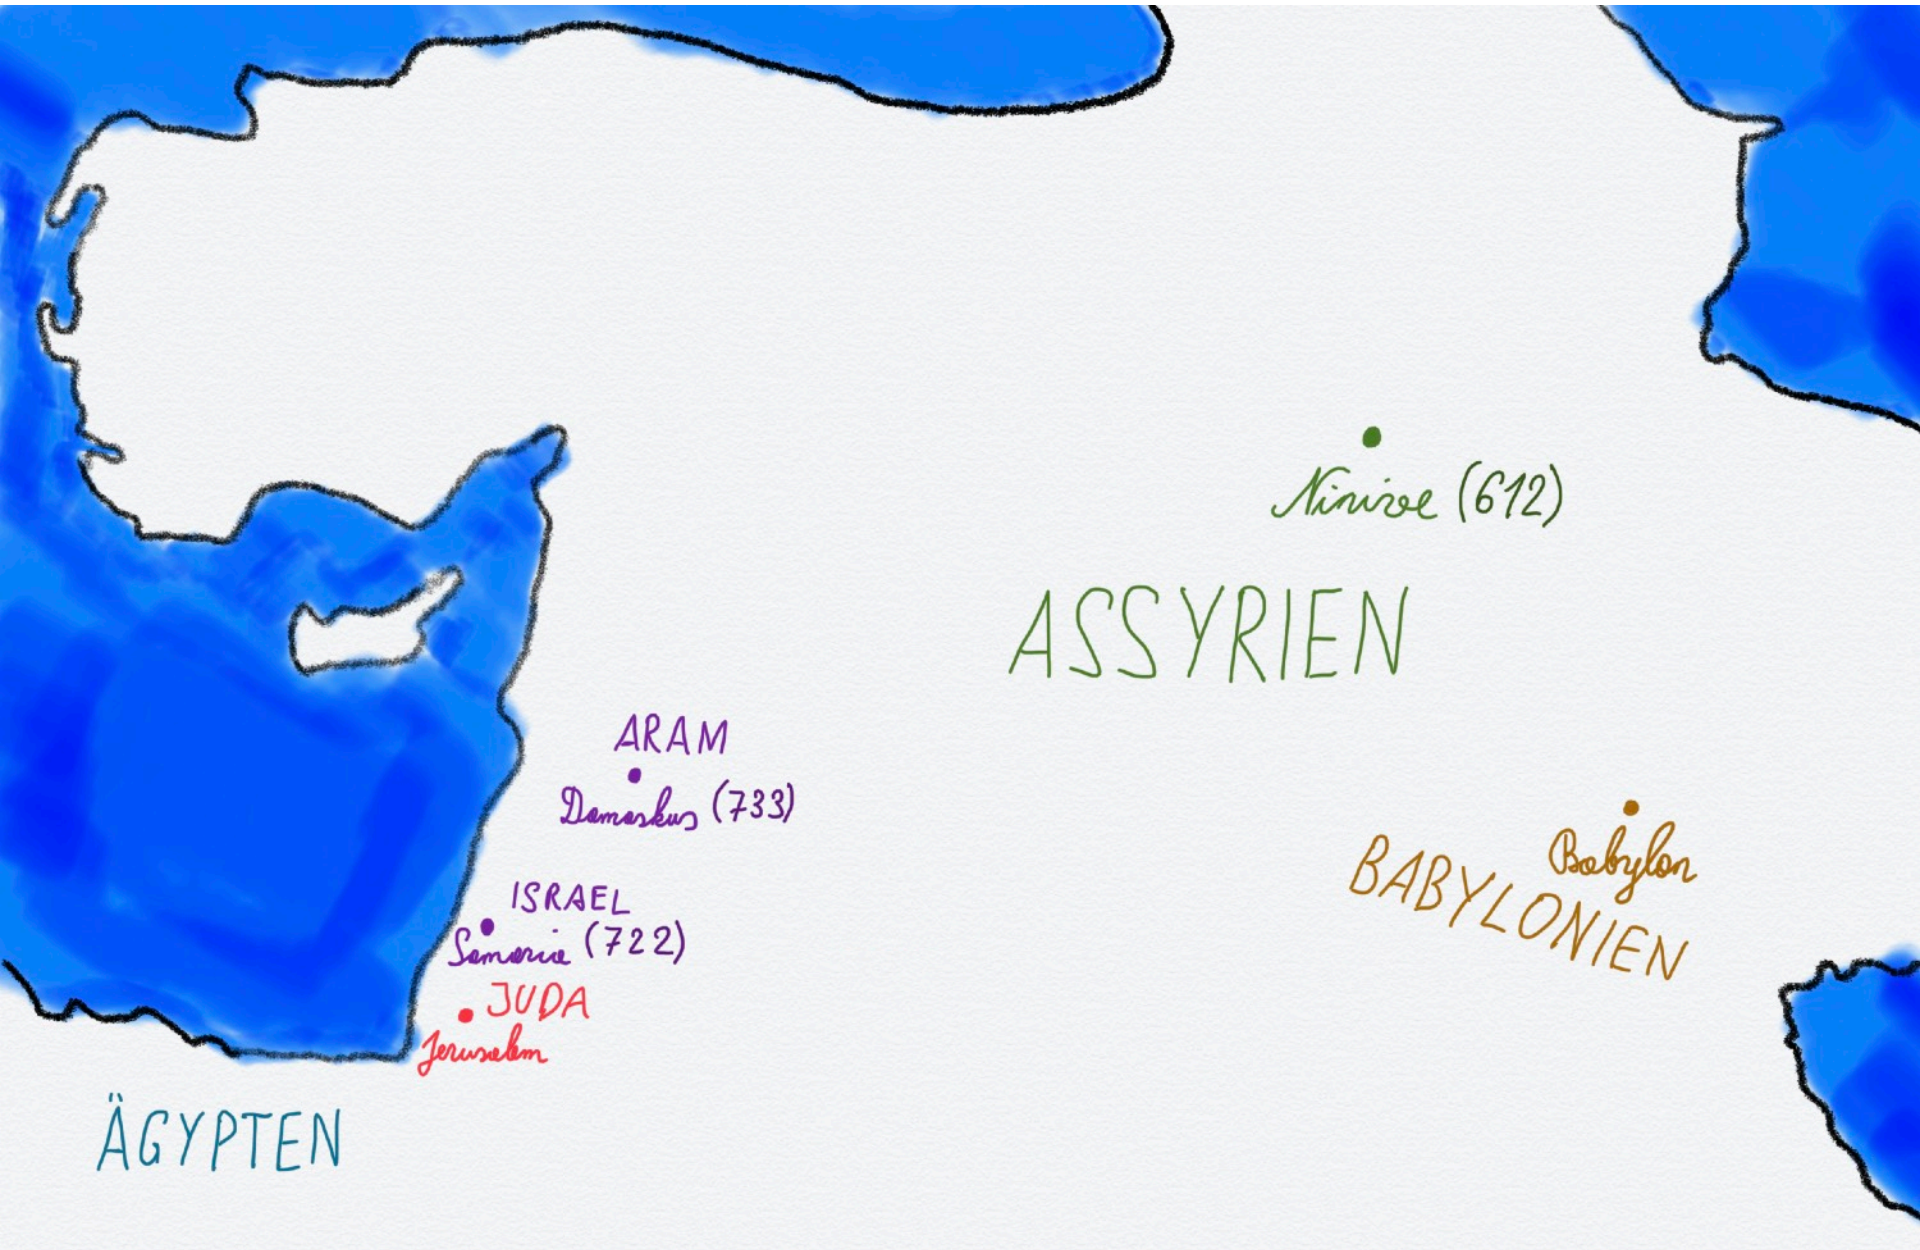 Ninive (612)
ASSYRIEN
ARAM
Damaskus (733)
Babylon
BABYLONIEN
ISRAEL
Samaria (722)
JUDA
Jerusalem
ÄGYPTEN